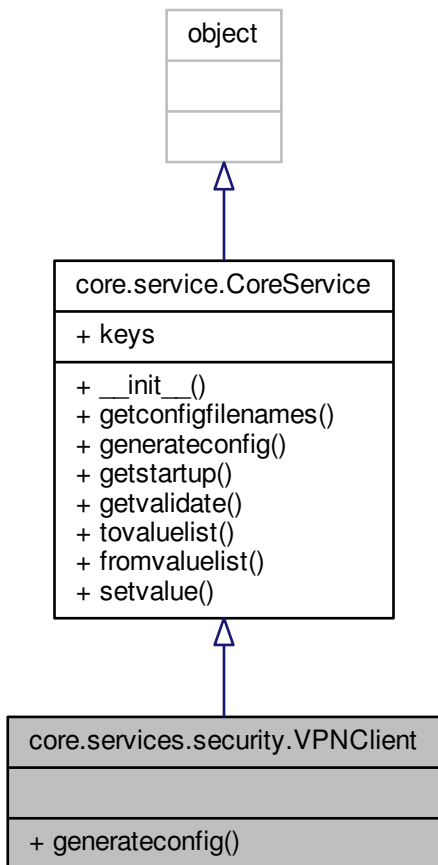 object
core.service.CoreService
+ keys
+ __init__()
+ getconfigfilenames()
+ generateconfig()
+ getstartup()
+ getvalidate()
+ tovaluelist()
+ fromvaluelist()
+ setvalue()
core.services.security.VPNClient
+ generateconfig()